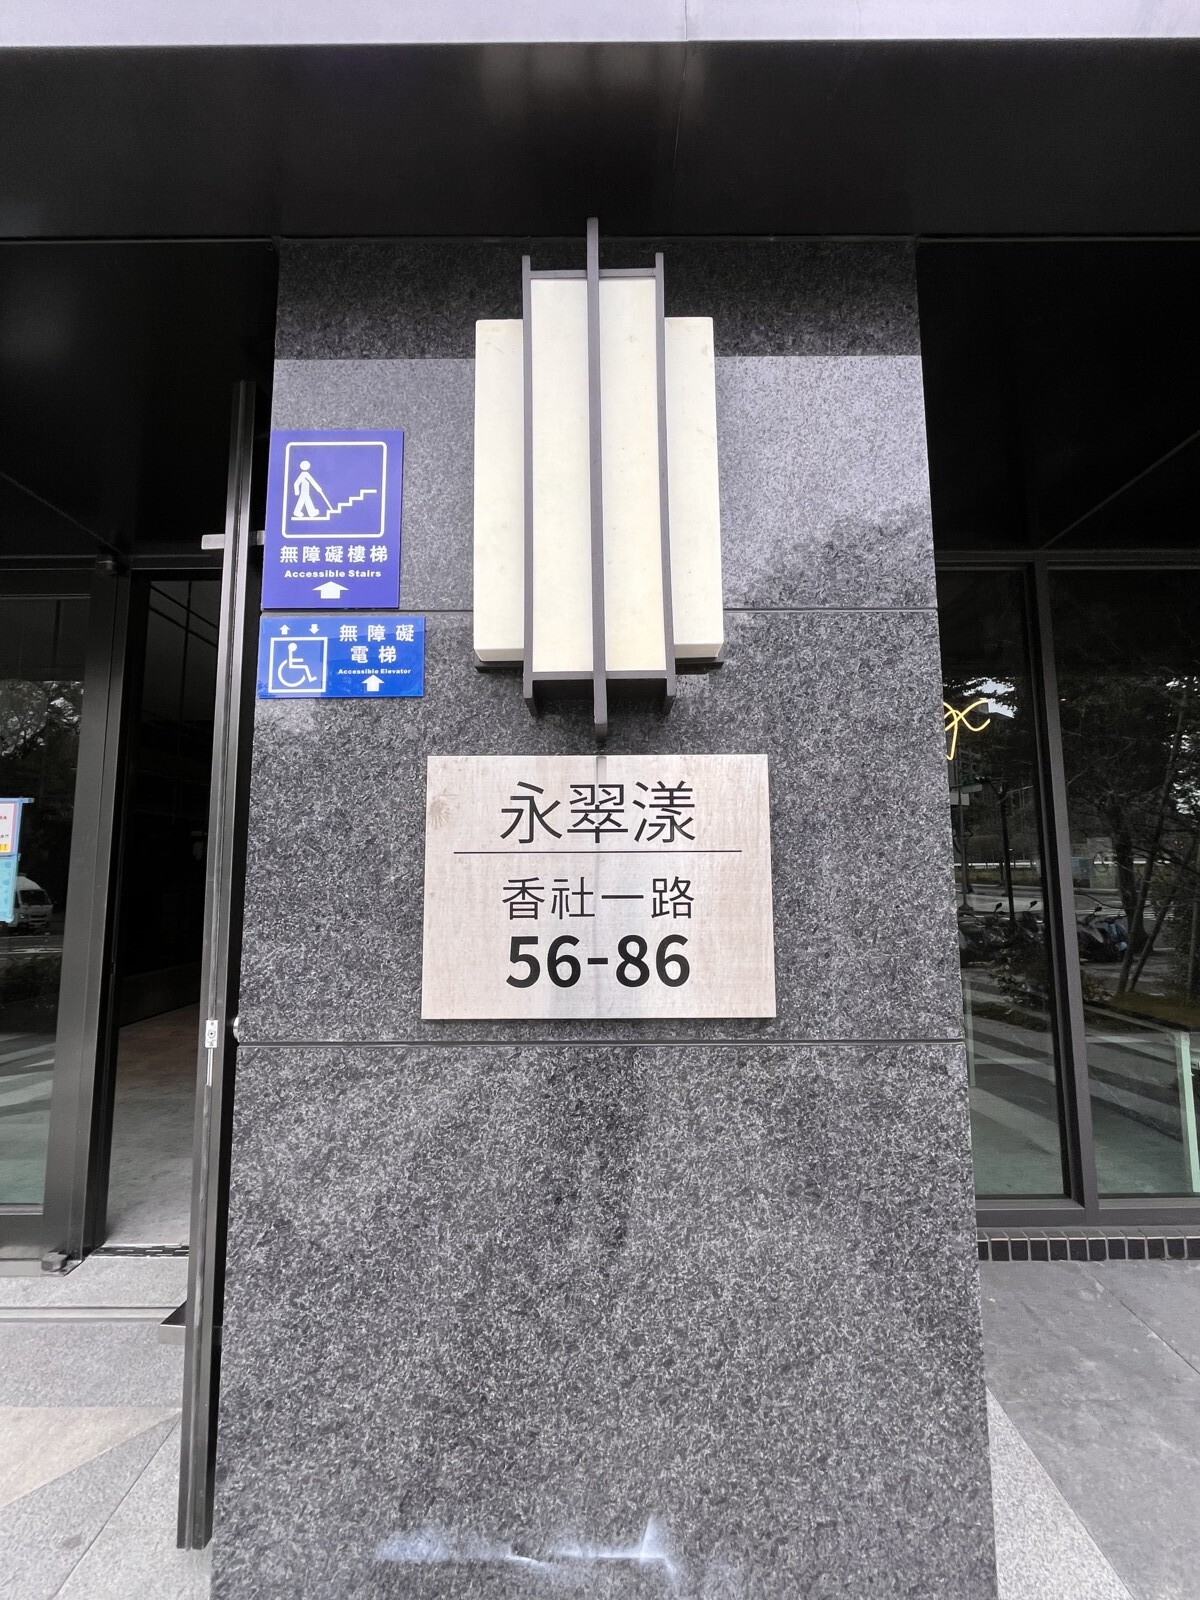 無障礙樓梯
Accessible Stairs
無障礙
電梯
Accessible Elevator
永翠漾
香社一路
56-86